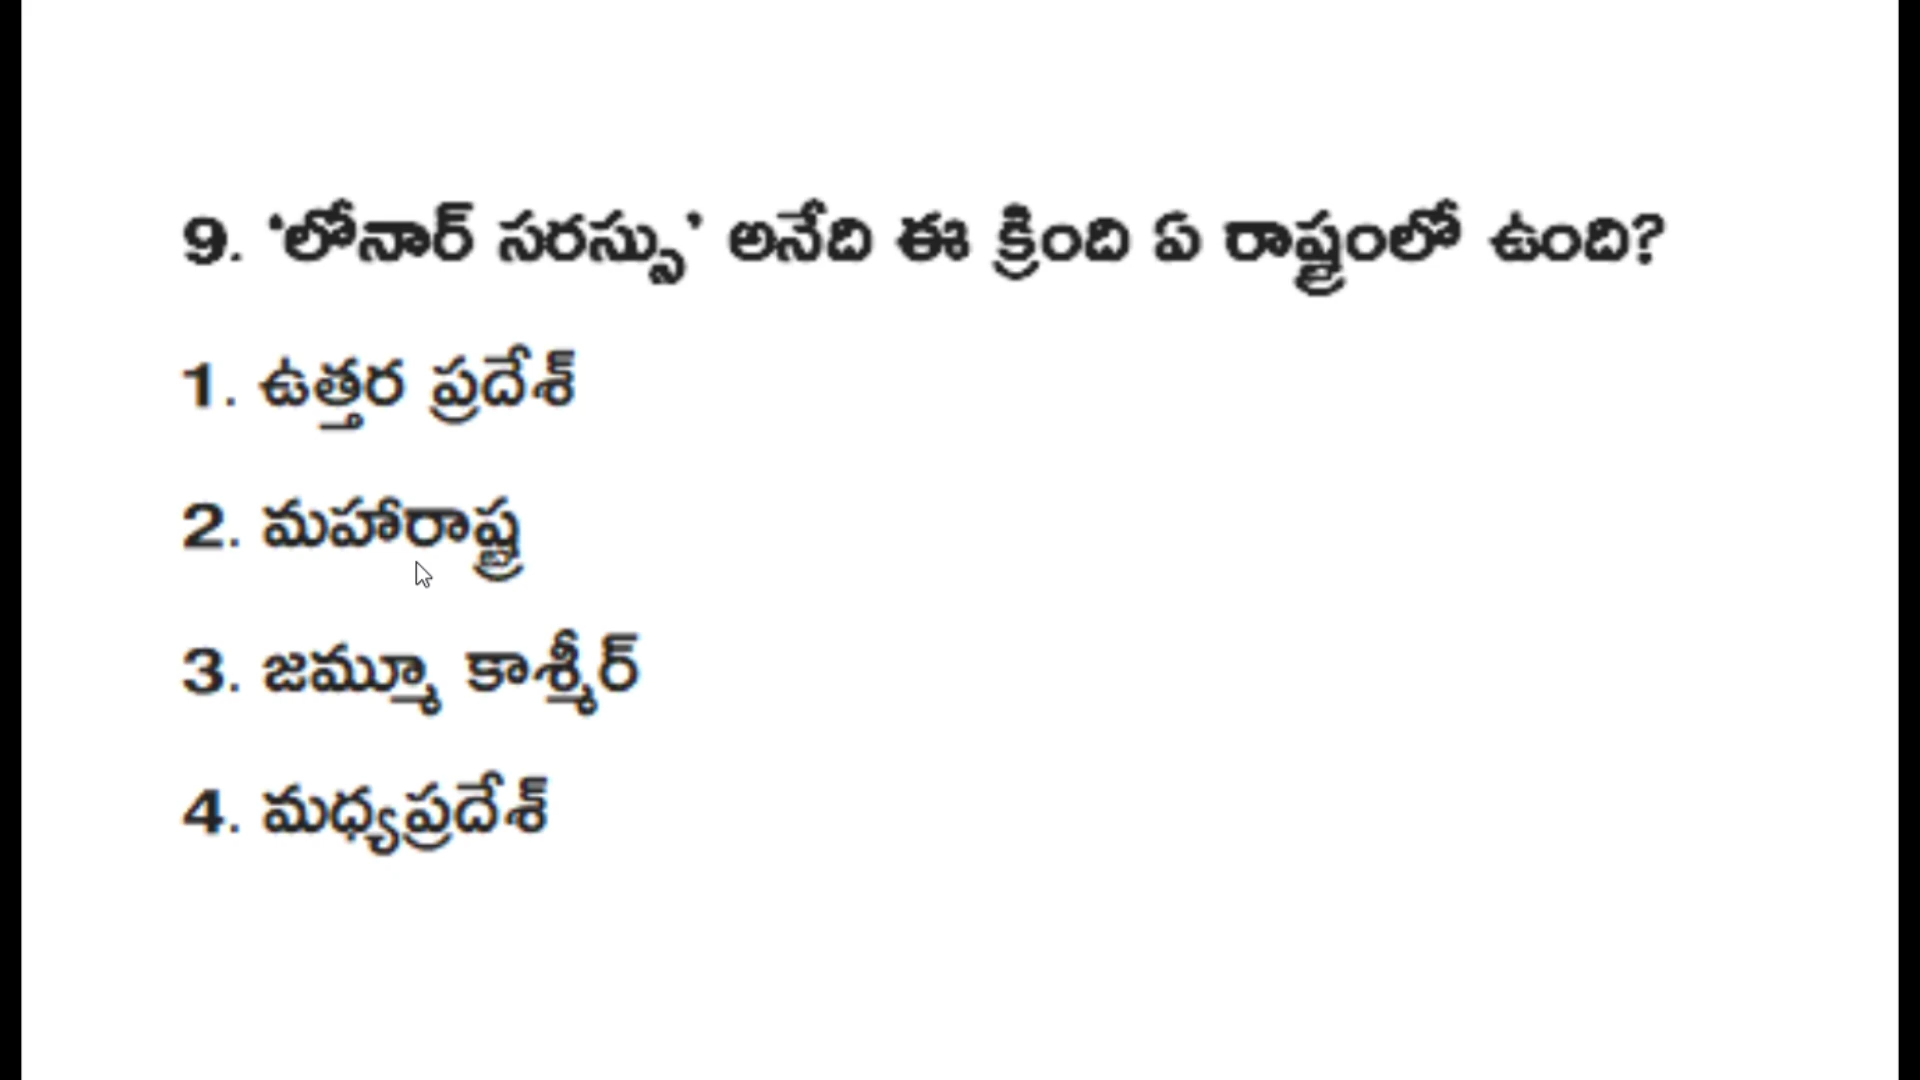 9. ‘లోనార్ సరస్సు’ అనేది ఈ క్రింది ఏ రాష్ట్రంలో ఉంది?
1. ఉత్తర ప్రదేశ్
2. మహారాష్ట్ర
3. జమ్మూ కాశ్మీర్
4. మధ్యప్రదేశ్